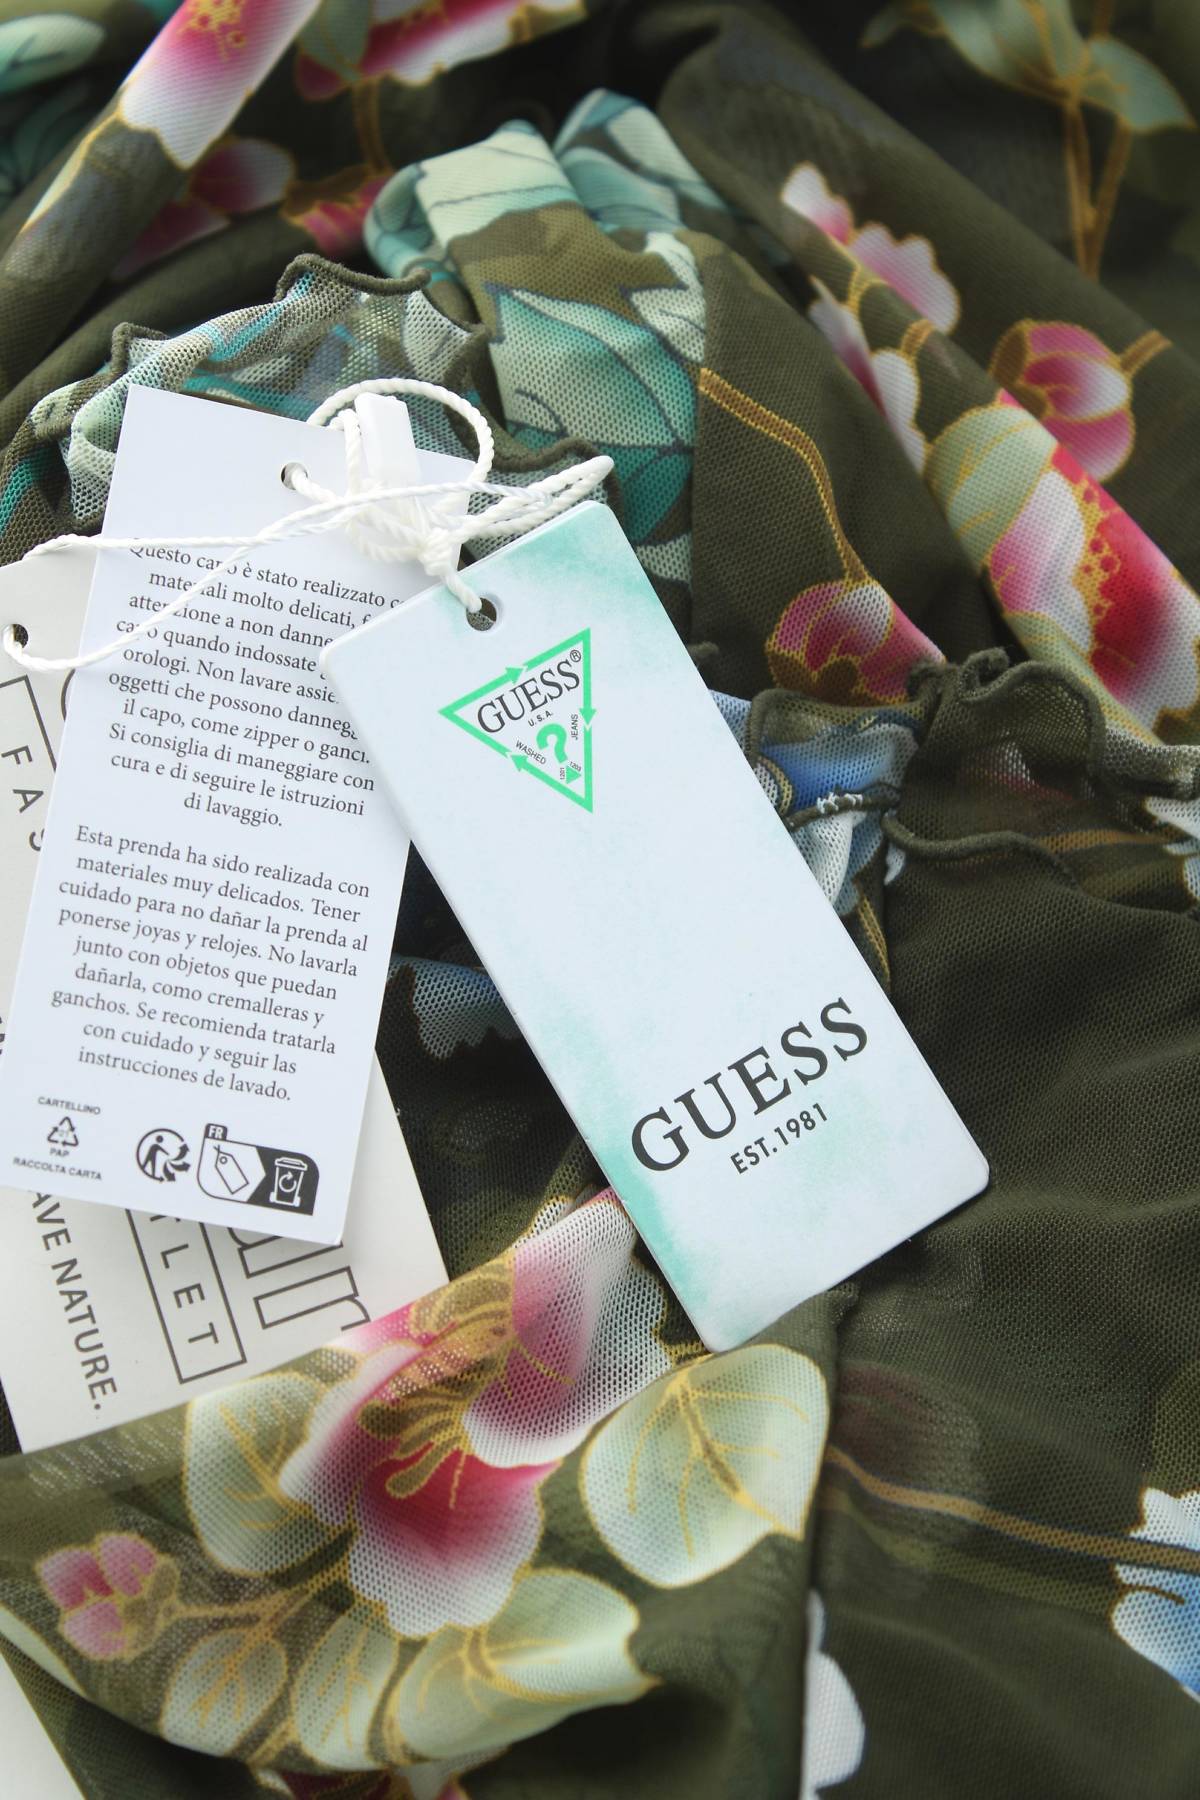 Questo capo è stato realizzato
materiali molto delicati,
attenzione a non danne
capo quando indossate
orologi. Non lavare assie
oggetti che possono dannegg
il capo, come zipper o ganci.
Si consiglia di maneggiare con
cura e di seguire le istruzioni
di lavaggio.
Esta prenda ha sido realizada con
materiales muy delicados. Tener
cuidado para no dañar la prenda al
ponerse joyas y relojes. No lavarla
junto con objetos que puedan
dañarla, como cremalleras y
ganchos. Se recomienda tratarla
con cuidado y seguir las
instrucciones de lavado.
CARTELLINO
PAP
RACCOLTA CARTA
FR
GUESS®
U.S.A.
WASHED
?
JEANS
1201
1203
GUESS
EST.1981
FAS
TLET
AVE NATURE.